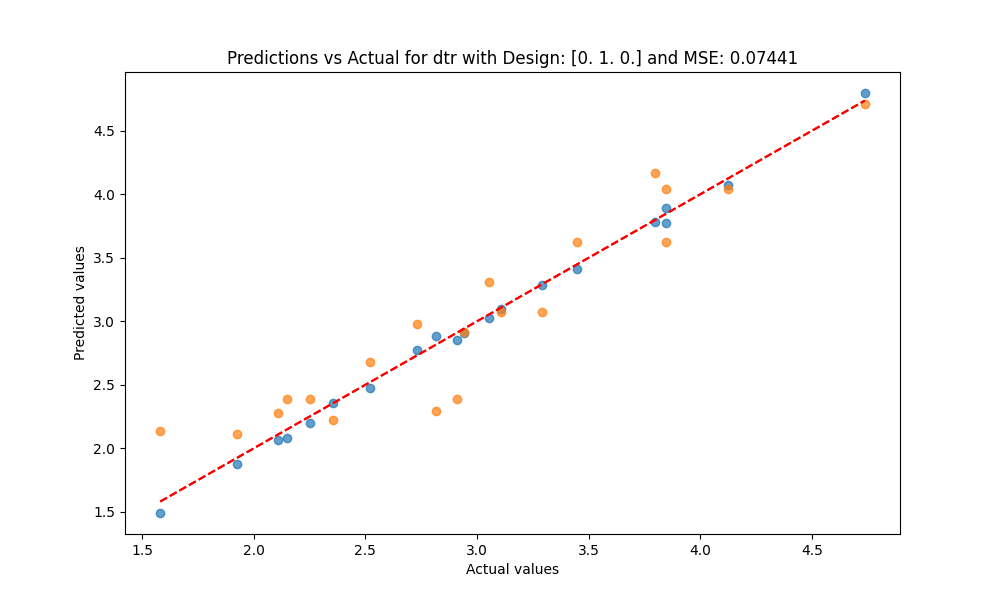 Predictions vs Actual for dtr with Design: [0. 1. 0.] and MSE: 0.07441
4.5
4.0
3.5
3.0
2.5
2.0
1.5
Predicted values
1.5 2.0 2.5 3.0 3.5 4.0 4.5
Actual values